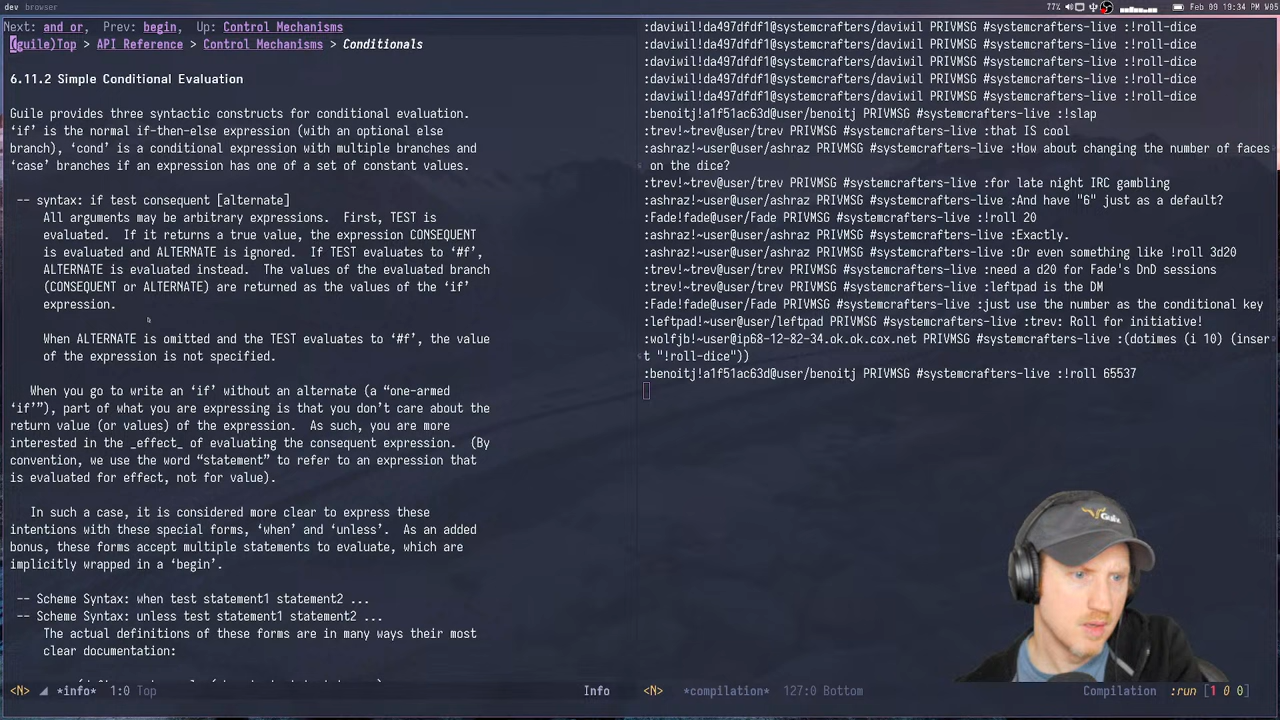 dev browser
77% Feb 09 19:34 PM W05
Next: and or, Prev: begin, Up: Control Mechanisms
(guile)Top > API Reference > Control Mechanisms > Conditionals
6.11.2 Simple Conditional Evaluation
Guile provides three syntactic constructs for conditional evaluation.
‘if’ is the normal if-then-else expression (with an optional else
branch), ‘cond’ is a conditional expression with multiple branches and
‘case’ branches if an expression has one of a set of constant values.
-- syntax: if test consequent [alternate]
All arguments may be arbitrary expressions. First, TEST is
evaluated. If it returns a true value, the expression CONSEQUENT
is evaluated and ALTERNATE is ignored. If TEST evaluates to ‘#f’,
ALTERNATE is evaluated instead. The values of the evaluated branch
(CONSEQUENT or ALTERNATE) are returned as the values of the ‘if’
expression.
When ALTERNATE is omitted and the TEST evaluates to ‘#f’, the value
of the expression is not specified.
When you go to write an ‘if’ without an alternate (a “one-armed
‘if’”), part of what you are expressing is that you don’t care about the
return value (or values) of the expression. As such, you are more
interested in the _effect_ of evaluating the consequent expression. (By
convention, we use the word “statement” to refer to an expression that
is evaluated for effect, not for value).
In such a case, it is considered more clear to express these
intentions with these special forms, ‘when’ and ‘unless’. As an added
bonus, these forms accept multiple statements to evaluate, which are
implicitly wrapped in a ‘begin’.
-- Scheme Syntax: when test statement1 statement2 ...
-- Scheme Syntax: unless test statement1 statement2 ...
The actual definitions of these forms are in many ways their most
clear documentation:
<N> *info* 1:0 Top Info
:daviwil!da497dfdf1@systemcrafters/daviwil PRIVMSG #systemcrafters-live :!roll-dice
:daviwil!da497dfdf1@systemcrafters/daviwil PRIVMSG #systemcrafters-live :!roll-dice
:daviwil!da497dfdf1@systemcrafters/daviwil PRIVMSG #systemcrafters-live :!roll-dice
:daviwil!da497dfdf1@systemcrafters/daviwil PRIVMSG #systemcrafters-live :!roll-dice
:daviwil!da497dfdf1@systemcrafters/daviwil PRIVMSG #systemcrafters-live :!roll-dice
:benoitj!a1f51ac63d@user/benoitj PRIVMSG #systemcrafters-live :!slap
:trev!~trev@user/trev PRIVMSG #systemcrafters-live :that IS cool
:ashraz!~user@user/ashraz PRIVMSG #systemcrafters-live :How about changing the number of faces
on the dice?
:trev!~trev@user/trev PRIVMSG #systemcrafters-live :for late night IRC gambling
:ashraz!~user@user/ashraz PRIVMSG #systemcrafters-live :And have "6" just as a default?
:Fade!fade@user/Fade PRIVMSG #systemcrafters-live :!roll 20
:ashraz!~user@user/ashraz PRIVMSG #systemcrafters-live :Exactly.
:ashraz!~user@user/ashraz PRIVMSG #systemcrafters-live :Or even something like !roll 3d20
:trev!~trev@user/trev PRIVMSG #systemcrafters-live :need a d20 for Fade's DnD sessions
:trev!~trev@user/trev PRIVMSG #systemcrafters-live :leftpad is the DM
:Fade!fade@user/Fade PRIVMSG #systemcrafters-live :just use the number as the conditional key
:leftpad!~user@user/leftpad PRIVMSG #systemcrafters-live :trev: Roll for initiative!
:wolfjb!~user@ip68-12-82-34.ok.ok.cox.net PRIVMSG #systemcrafters-live :(dotimes (i 10) (inser
t "!roll-dice"))
:benoitj!a1f51ac63d@user/benoitj PRIVMSG #systemcrafters-live :!roll 65537
Guix
<N> *compilation* 127:0 Bottom Compilation :run [1 0 0]